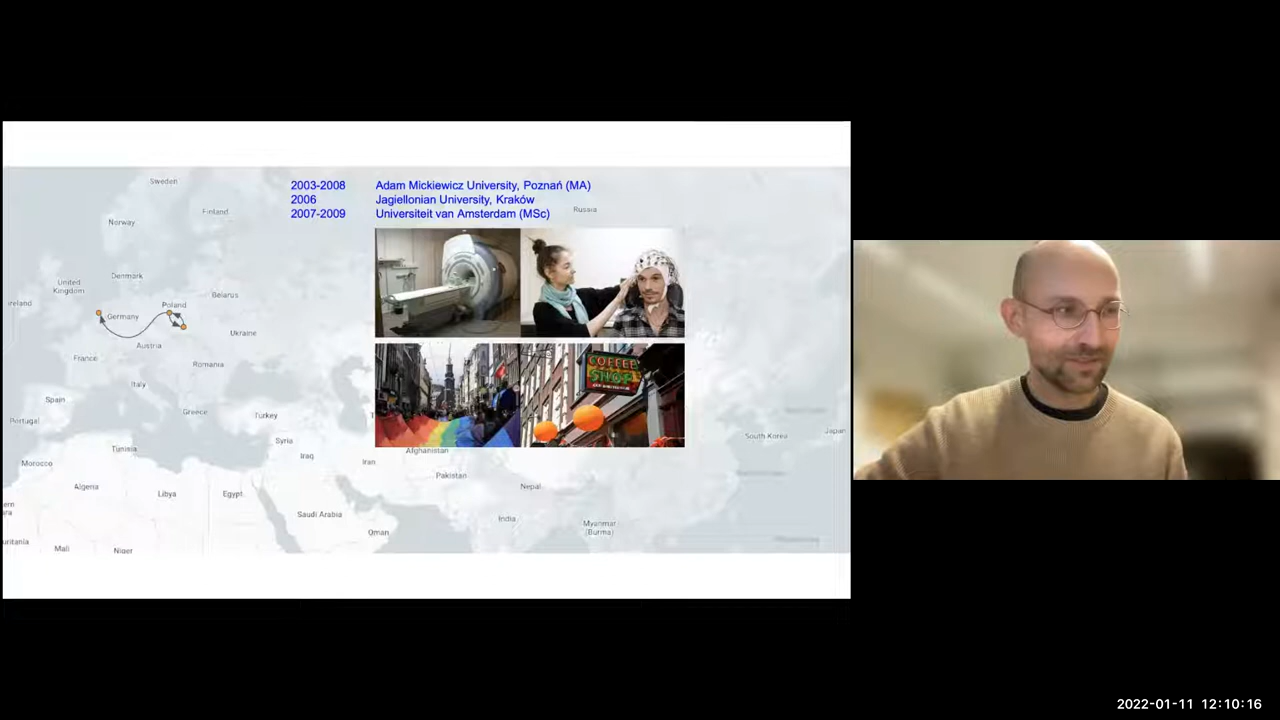 2003-2008 Adam Mickiewicz University, Poznań (MA)
2006 Jagiellonian University, Kraków
2007-2009 Universiteit van Amsterdam (MSc)
Sweden
Finland
Russia
Norway
Denmark
United
Kingdom
Belarus
Poland
Germany
Ukraine
Austria
France
Romania
Italy
Spain
Greece
Turkey
Portugal
COFFEE
SHOP
Syria
South Korea
Japan
Tunisia
Iraq
Afghanistan
Morocco
Iran
Pakistan
Algeria
Libya
Egypt
Nepal
Saudi Arabia
India
Myanmar
(Burma)
Oman
Mali
Niger
2022-01-11 12:10:16